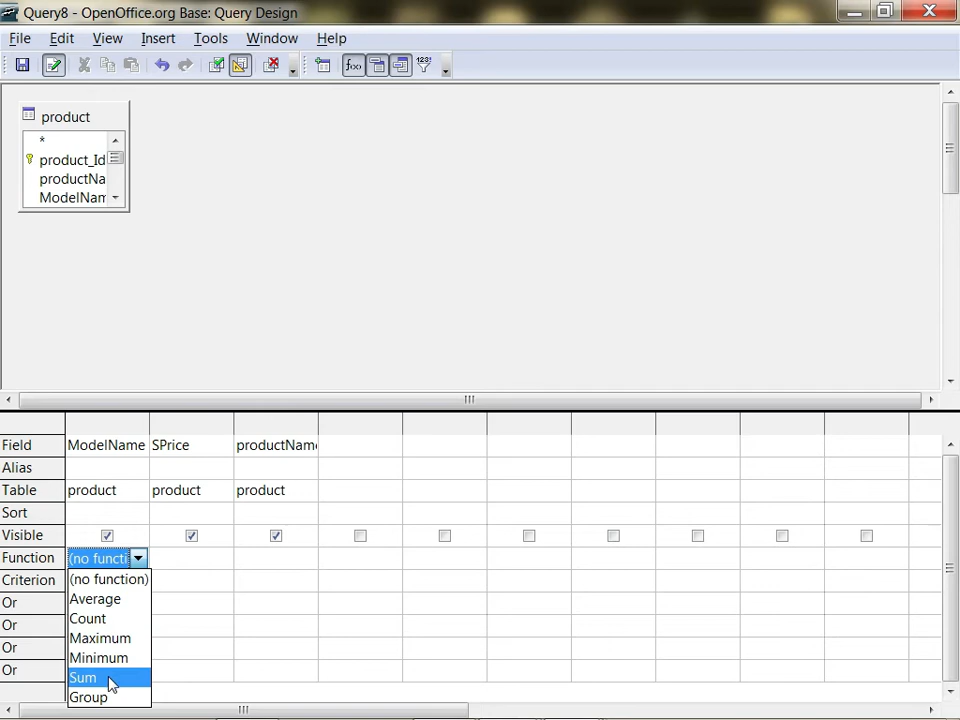 Query8 - OpenOffice.org Base: Query Design
File Edit View Insert Tools Window Help
product
*
product_Id
productNa
ModelNam
Field ModelName SPrice productName
Alias
Table product product product
Sort
Visible
Function (no functi
Criterion (no function)
Or Average
Or Count
Or Maximum
Minimum
Or Sum
Group